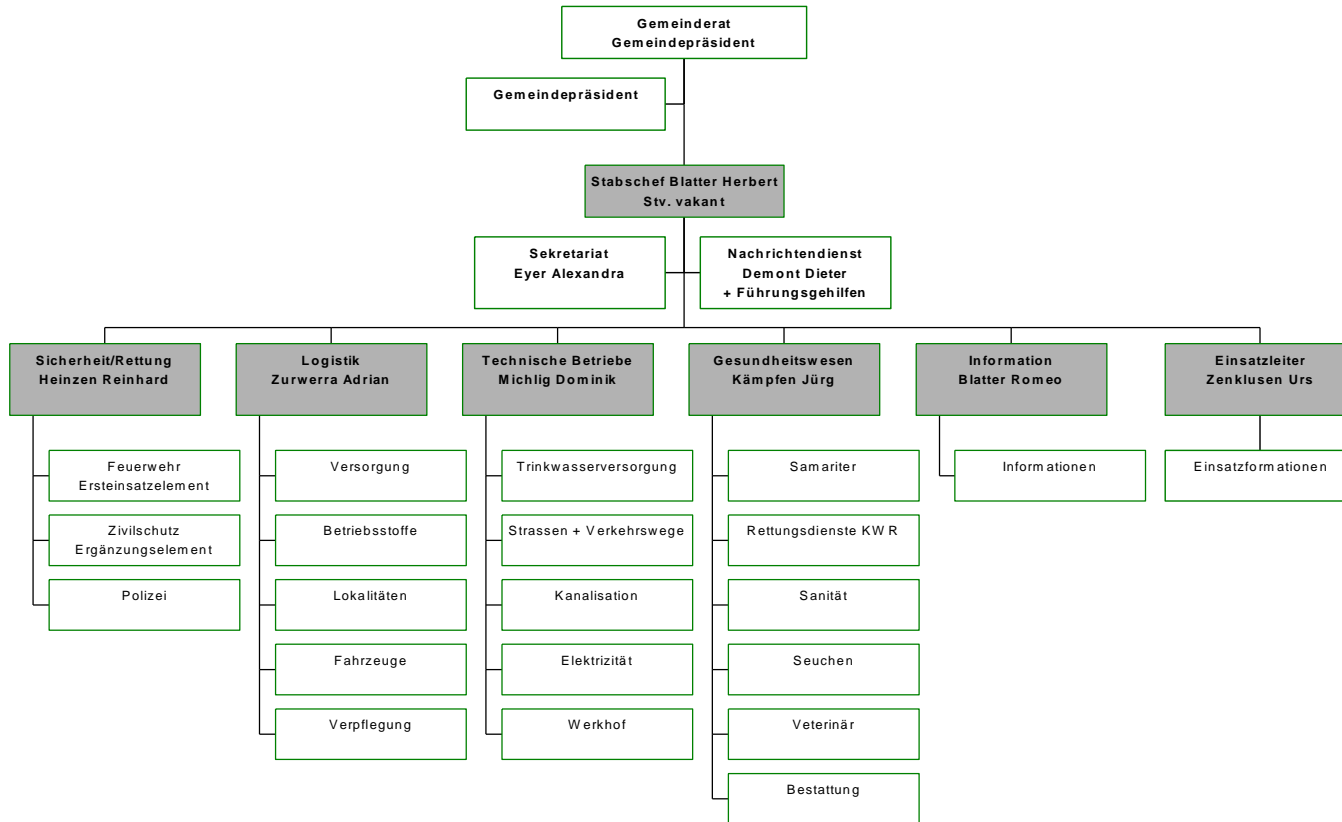 Gemeinderat
Gemeindepräsident
Gemeindepräsident
Stabschef Blatter Herbert
Stv. vakant
Sekretariat
Eyer Alexandra
Nachrichtendienst
Demont Dieter
+ Führungsgehilfen
Sicherheit/Rettung
Heinzen Reinhard
Logistik
Zurwerra Adrian
Technische Betriebe
Michlig Dominik
Gesundheitswesen
Kämpfen Jürg
Information
Blatter Romeo
Einsatzleiter
Zenklusen Urs
Feuerwehr
Ersteinsatzelement
Zivilschutz
Ergänzungselement
Polizei
Versorgung
Betriebsstoffe
Lokalitäten
Fahrzeuge
Verpflegung
Trinkwasserversorgung
Strassen + Verkehrswege
Kanalisation
Elektrizität
Werkhof
Samariter
Rettungsdienste KWR
Sanität
Seuchen
Veterinär
Bestattung
Informationen
Einsatzformationen